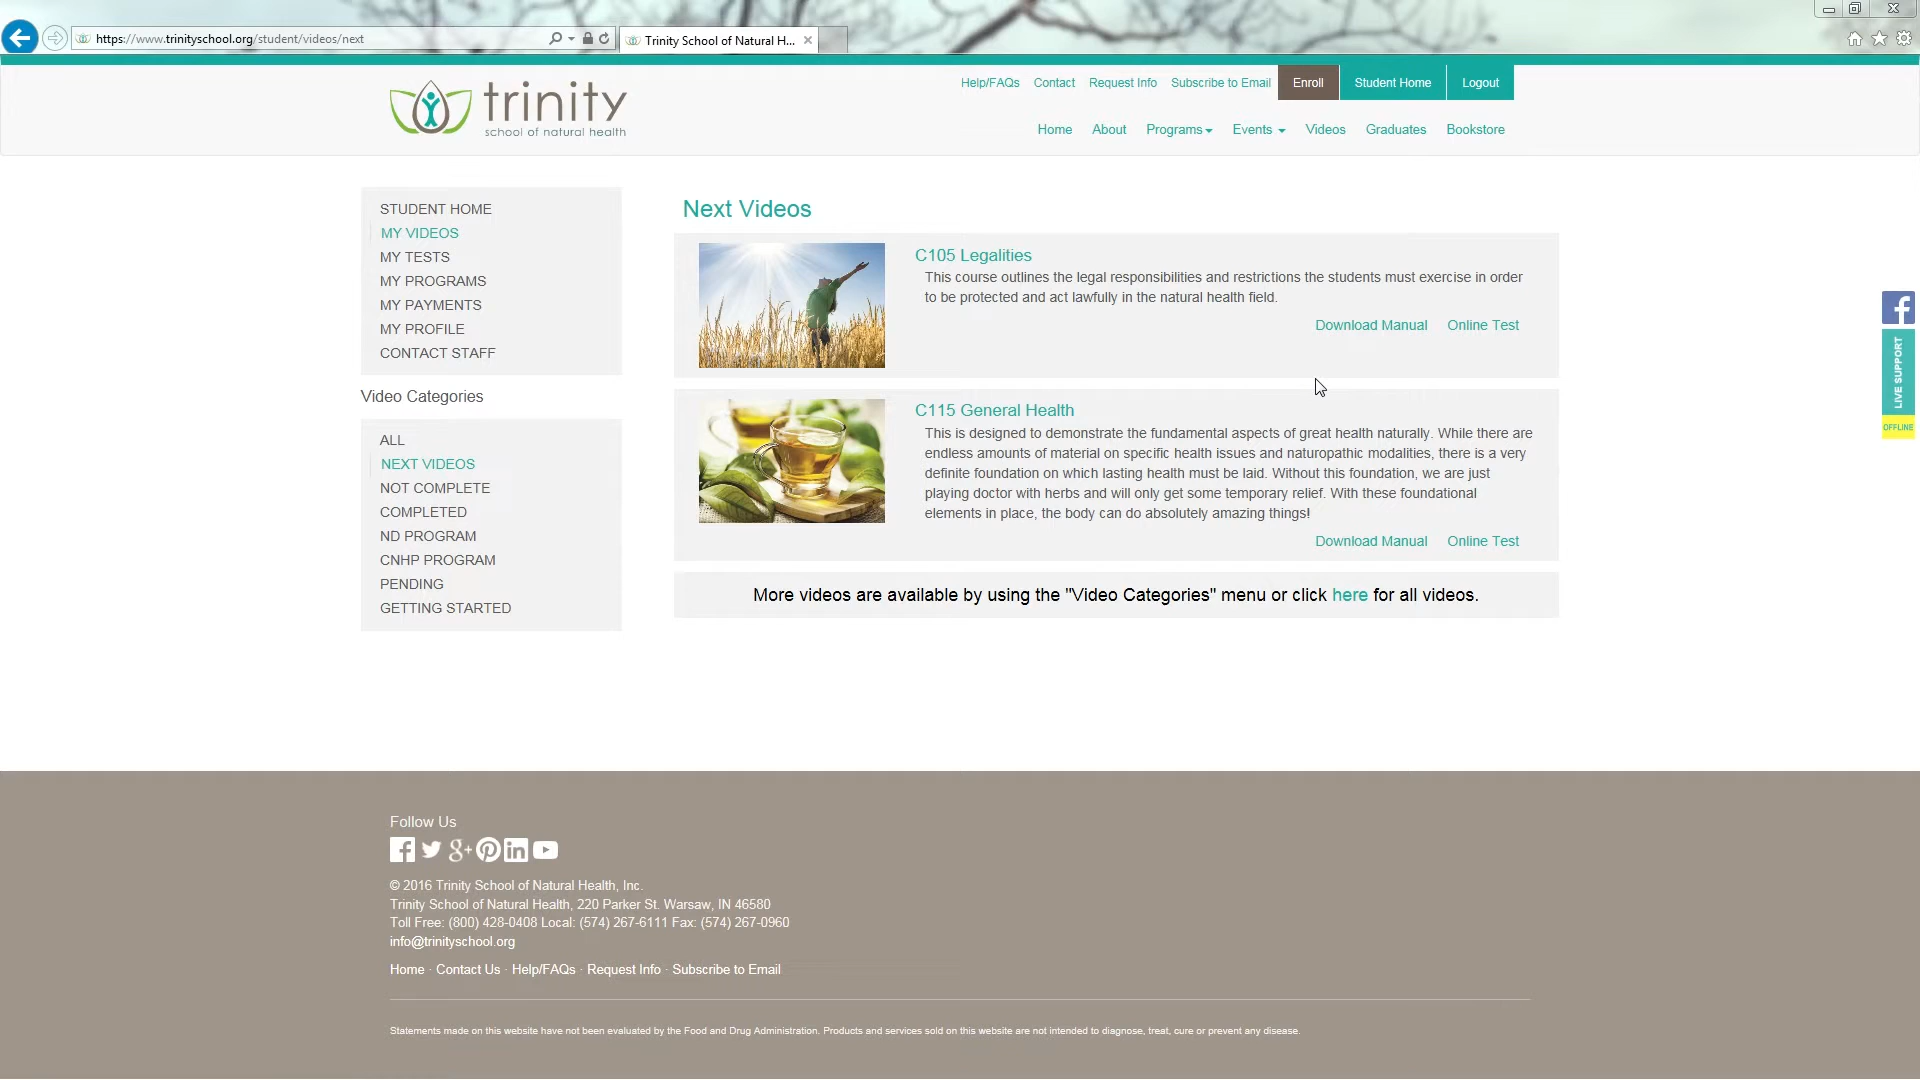 https://www.trinityschool.org/student/videos/next
Trinity School of Natural H...
Help/FAQs Contact Request Info Subscribe to Email Enroll Student Home Logout
trinity
school of natural health
Home About Programs Events Videos Graduates Bookstore
STUDENT HOME
MY VIDEOS
MY TESTS
MY PROGRAMS
MY PAYMENTS
MY PROFILE
CONTACT STAFF
Video Categories
ALL
NEXT VIDEOS
NOT COMPLETE
COMPLETED
ND PROGRAM
CNHP PROGRAM
PENDING
GETTING STARTED
Next Videos
C105 Legalities
This course outlines the legal responsibilities and restrictions the students must exercise in order
to be protected and act lawfully in the natural health field.
Download Manual Online Test
C115 General Health
This is designed to demonstrate the fundamental aspects of great health naturally. While there are
endless amounts of material on specific health issues and naturopathic modalities, there is a very
definite foundation on which lasting health must be laid. Without this foundation, we are just
playing doctor with herbs and will only get some temporary relief. With these foundational
elements in place, the body can do absolutely amazing things!
Download Manual Online Test
More videos are available by using the "Video Categories" menu or click here for all videos.
LIVE SUPPORT
OFFLINE
Follow Us
© 2016 Trinity School of Natural Health, Inc.
Trinity School of Natural Health, 220 Parker St. Warsaw, IN 46580
Toll Free: (800) 428-0408 Local: (574) 267-6111 Fax: (574) 267-0960
info@trinityschool.org
Home · Contact Us · Help/FAQs · Request Info · Subscribe to Email
Statements made on this website have not been evaluated by the Food and Drug Administration. Products and services sold on this website are not intended to diagnose, treat, cure or prevent any disease.